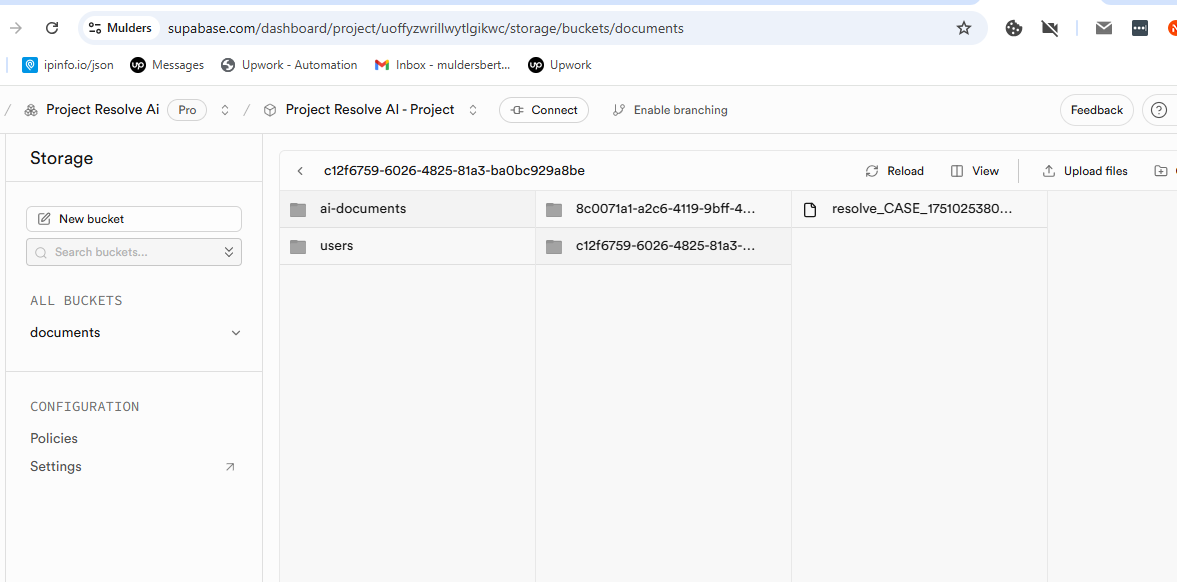 Mulders
supabase.com/dashboard/project/uoffyzwrillwytlgikwc/storage/buckets/documents
ipinfo.io/json
up Messages
Upwork - Automation
Inbox - muldersbert...
up Upwork
/ Project Resolve Ai Pro / Project Resolve AI - Project Connect Enable branching Feedback ?
Storage
c12f6759-6026-4825-81a3-ba0bc929a8be Reload View Upload files
New bucket
Search buckets...
ALL BUCKETS
documents
CONFIGURATION
Policies
Settings
ai-documents
users
8c0071a1-a2c6-4119-9bff-4...
c12f6759-6026-4825-81a3-...
resolve_CASE_1751025380...